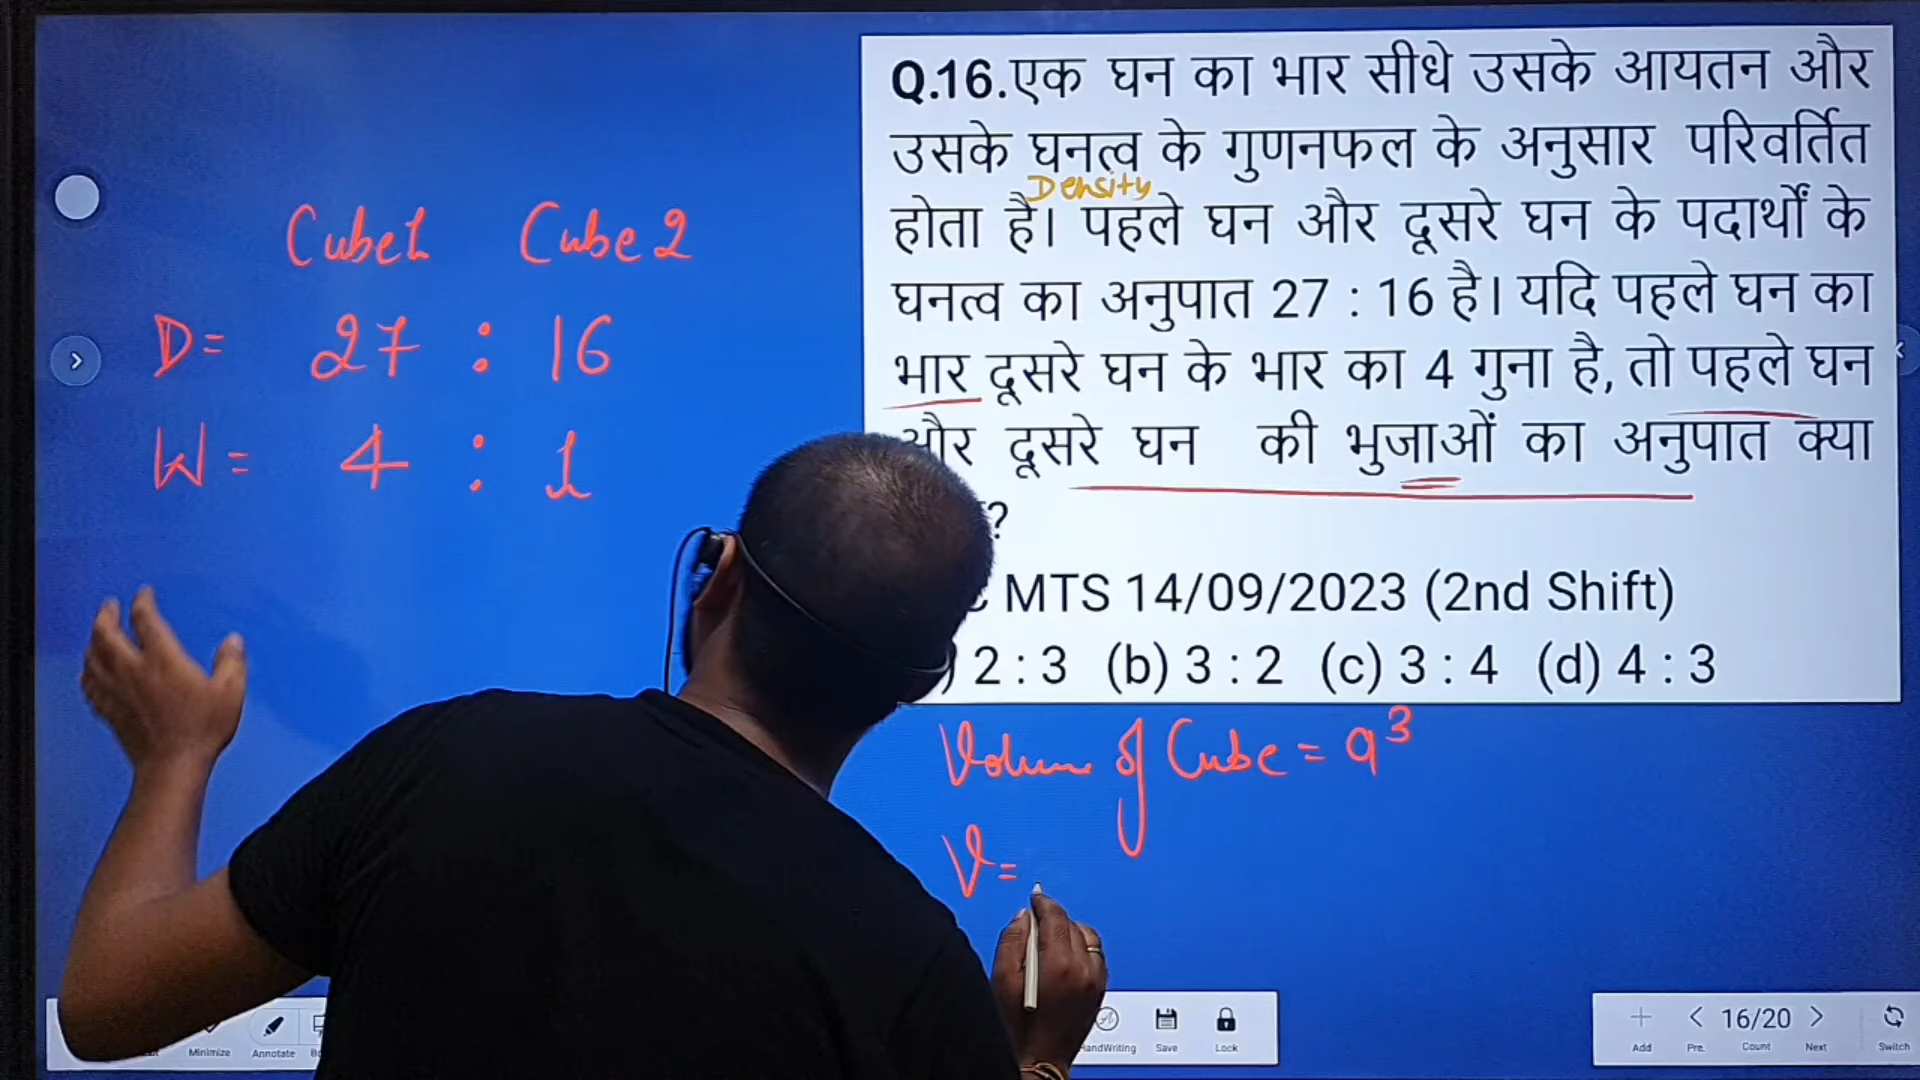 Q.16.एक घन का भार सीधे उसके आयतन और
उसके घनत्व के गुणनफल के अनुसार परिवर्तित
Density
होता है। पहले घन और दूसरे घन के पदार्थों के
घनत्व का अनुपात 27 : 16 है। यदि पहले घन का
भार दूसरे घन के भार का 4 गुना है, तो पहले घन
और दूसरे घन की भुजाओं का अनुपात क्या
?
MTS 14/09/2023 (2nd Shift)
) 2 : 3 (b) 3 : 2 (c) 3 : 4 (d) 4 : 3
Cube1 Cube 2
D= 27 : 16
W = 4 : 1
Volume of Cube = a³
V=
Minimize Annotate HandWriting Save Lock
16/20
Add Pre. Count Next Switch